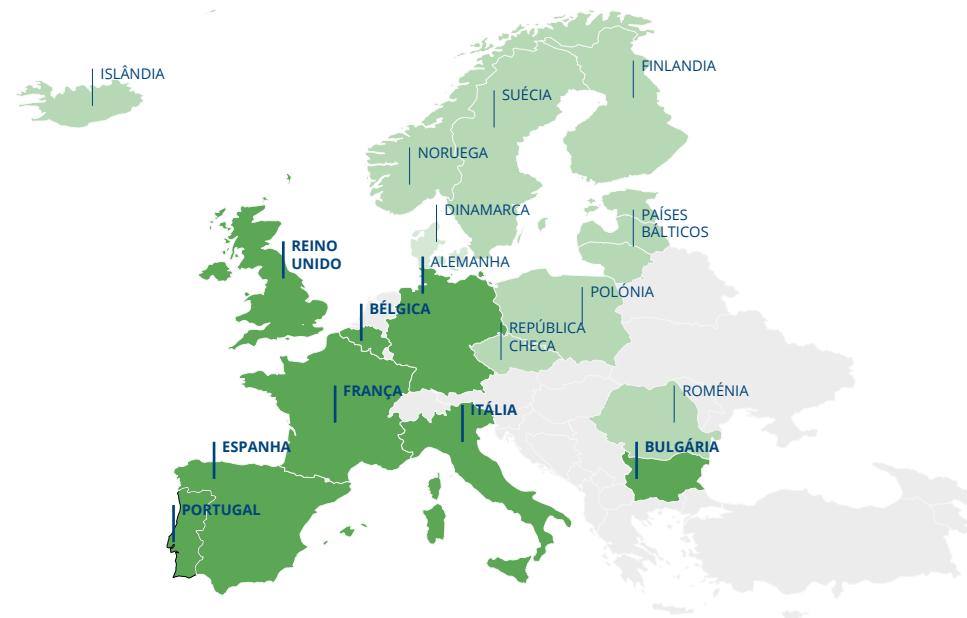 ISLÂNDIA
FINLANDIA
SUÉCIA
NORUEGA
DINAMARCA
PAÍSES
BÁLTICOS
REINO
UNIDO
ALEMANHA
POLÓNIA
BÉLGICA
REPÚBLICA
CHECA
FRANÇA
ROMÉNIA
ITÁLIA
ESPANHA
BULGÁRIA
PORTUGAL